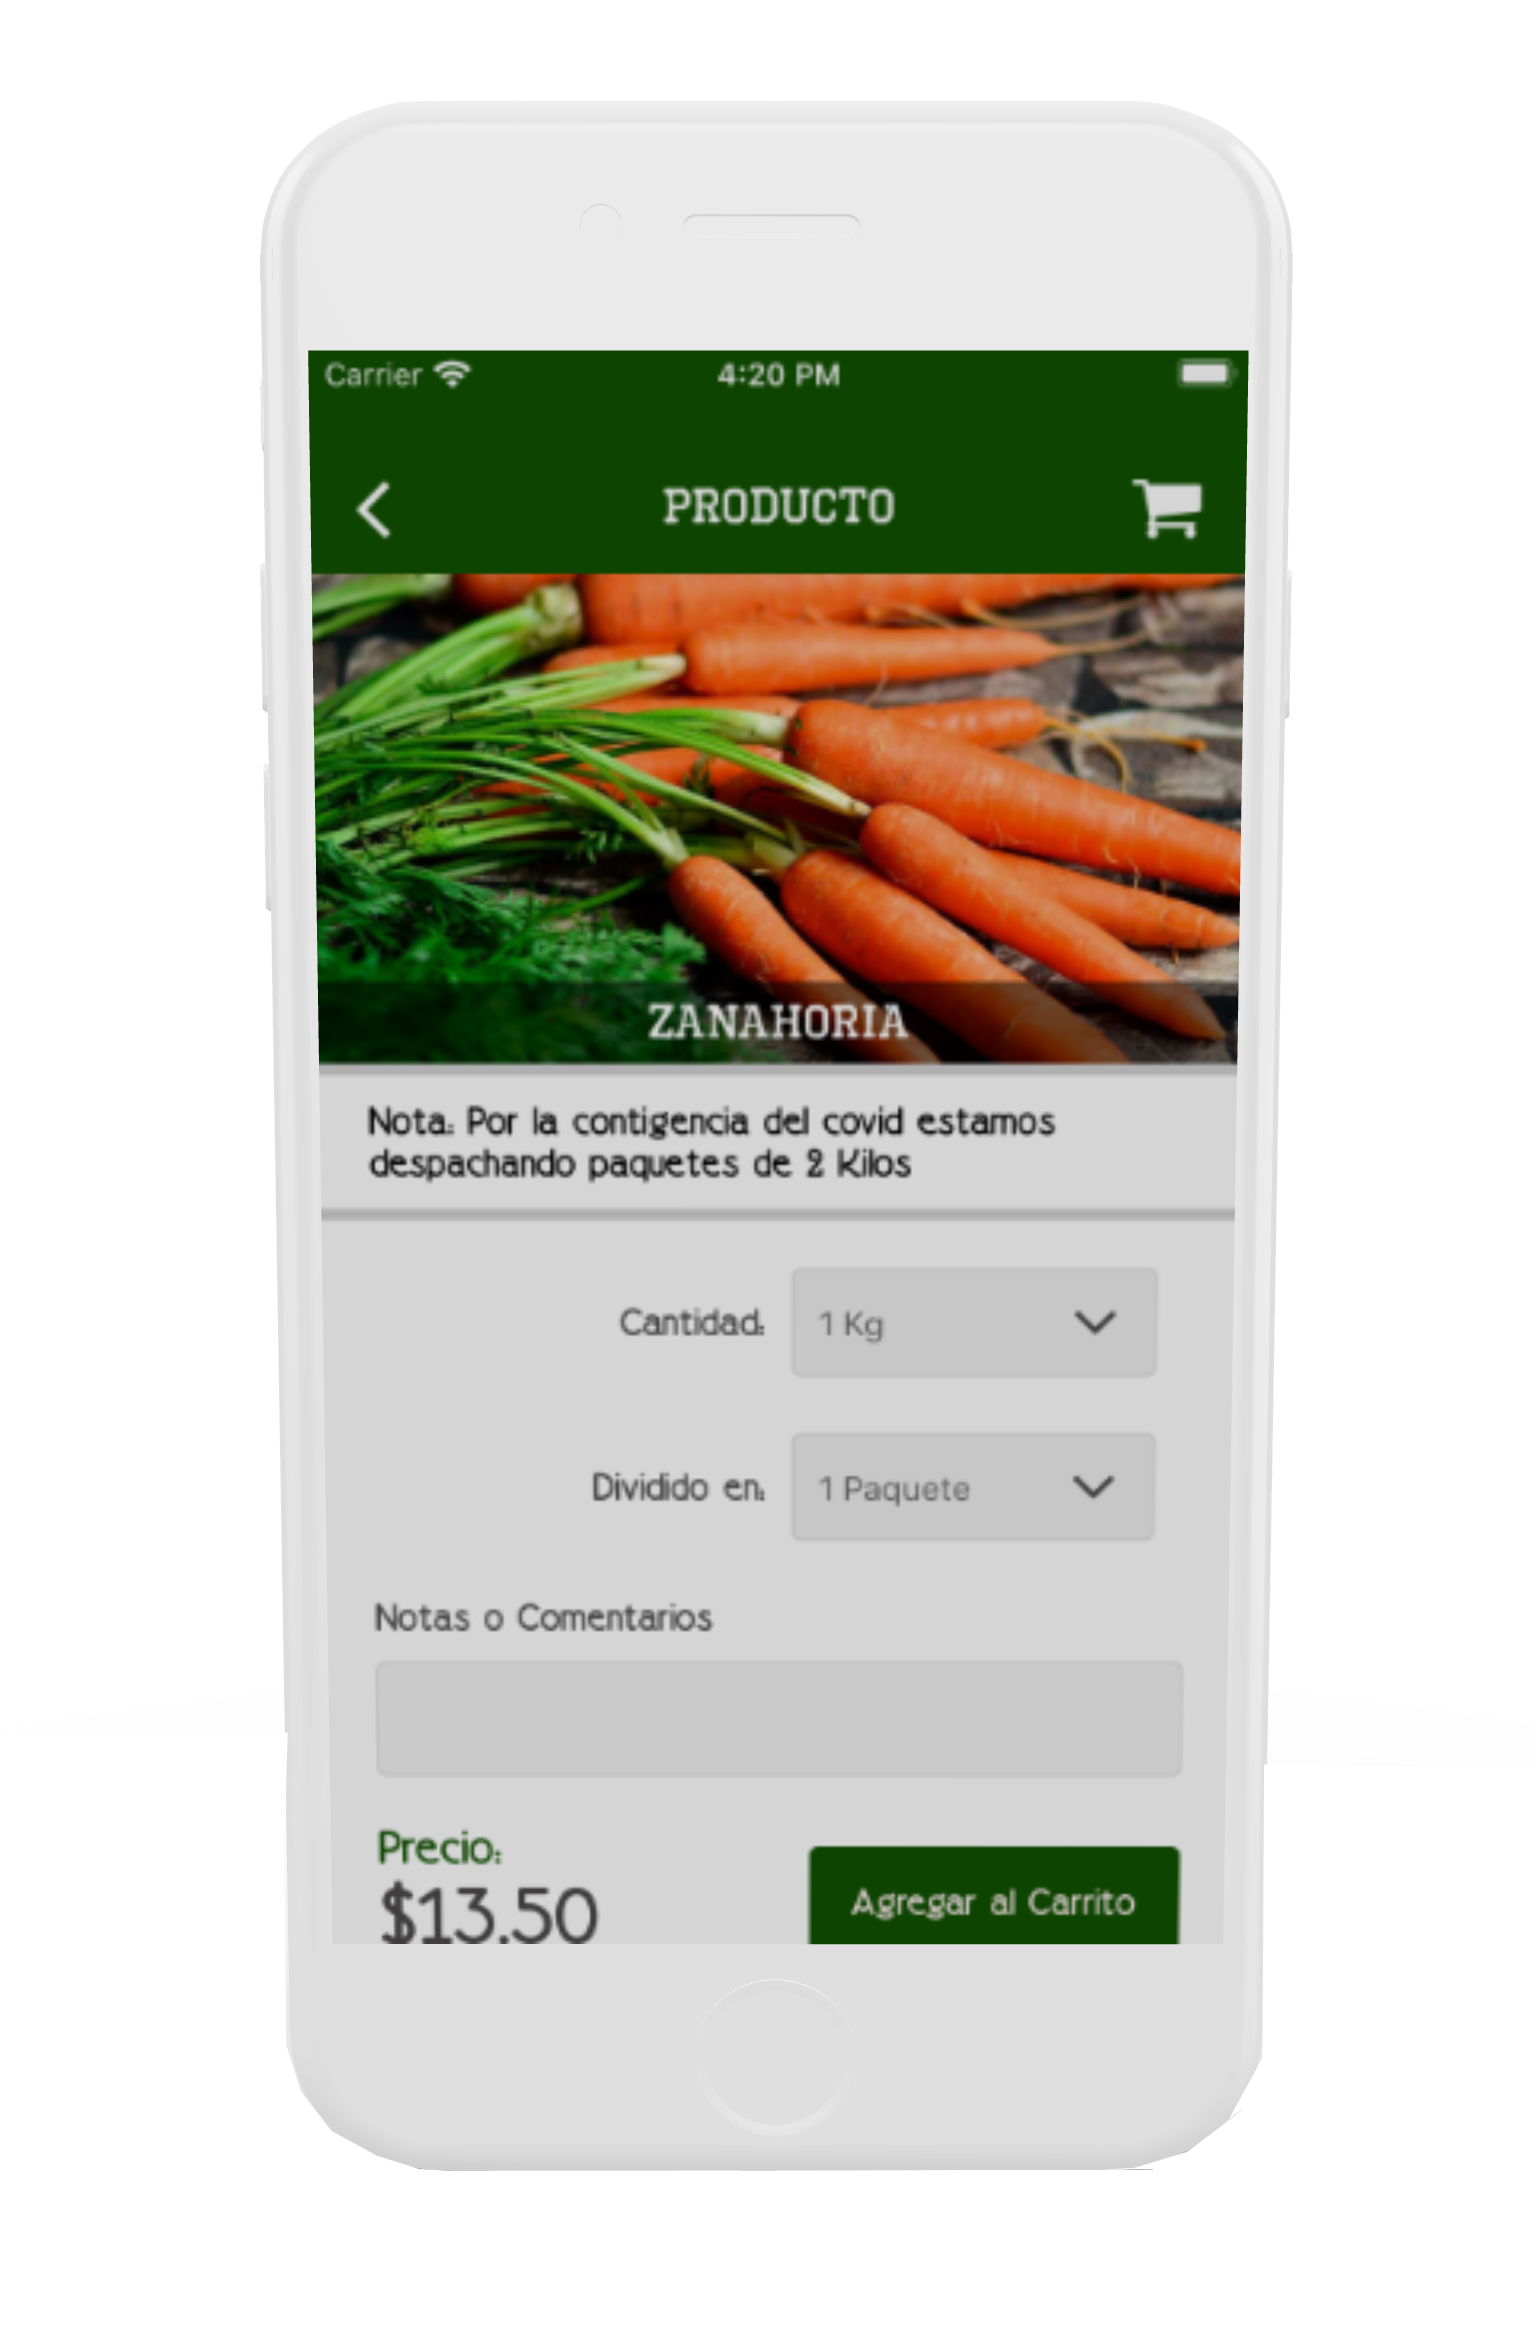 Carrier
4:20 PM
PRODUCTO
ZANAHORIA
Nota: Por la contigencia del covid estamos
despachando paquetes de 2 Kilos
Cantidad:
1 Kg
Dividido en:
1 Paquete
Notas o Comentarios
Precio:
$13.50
Agregar al Carrito